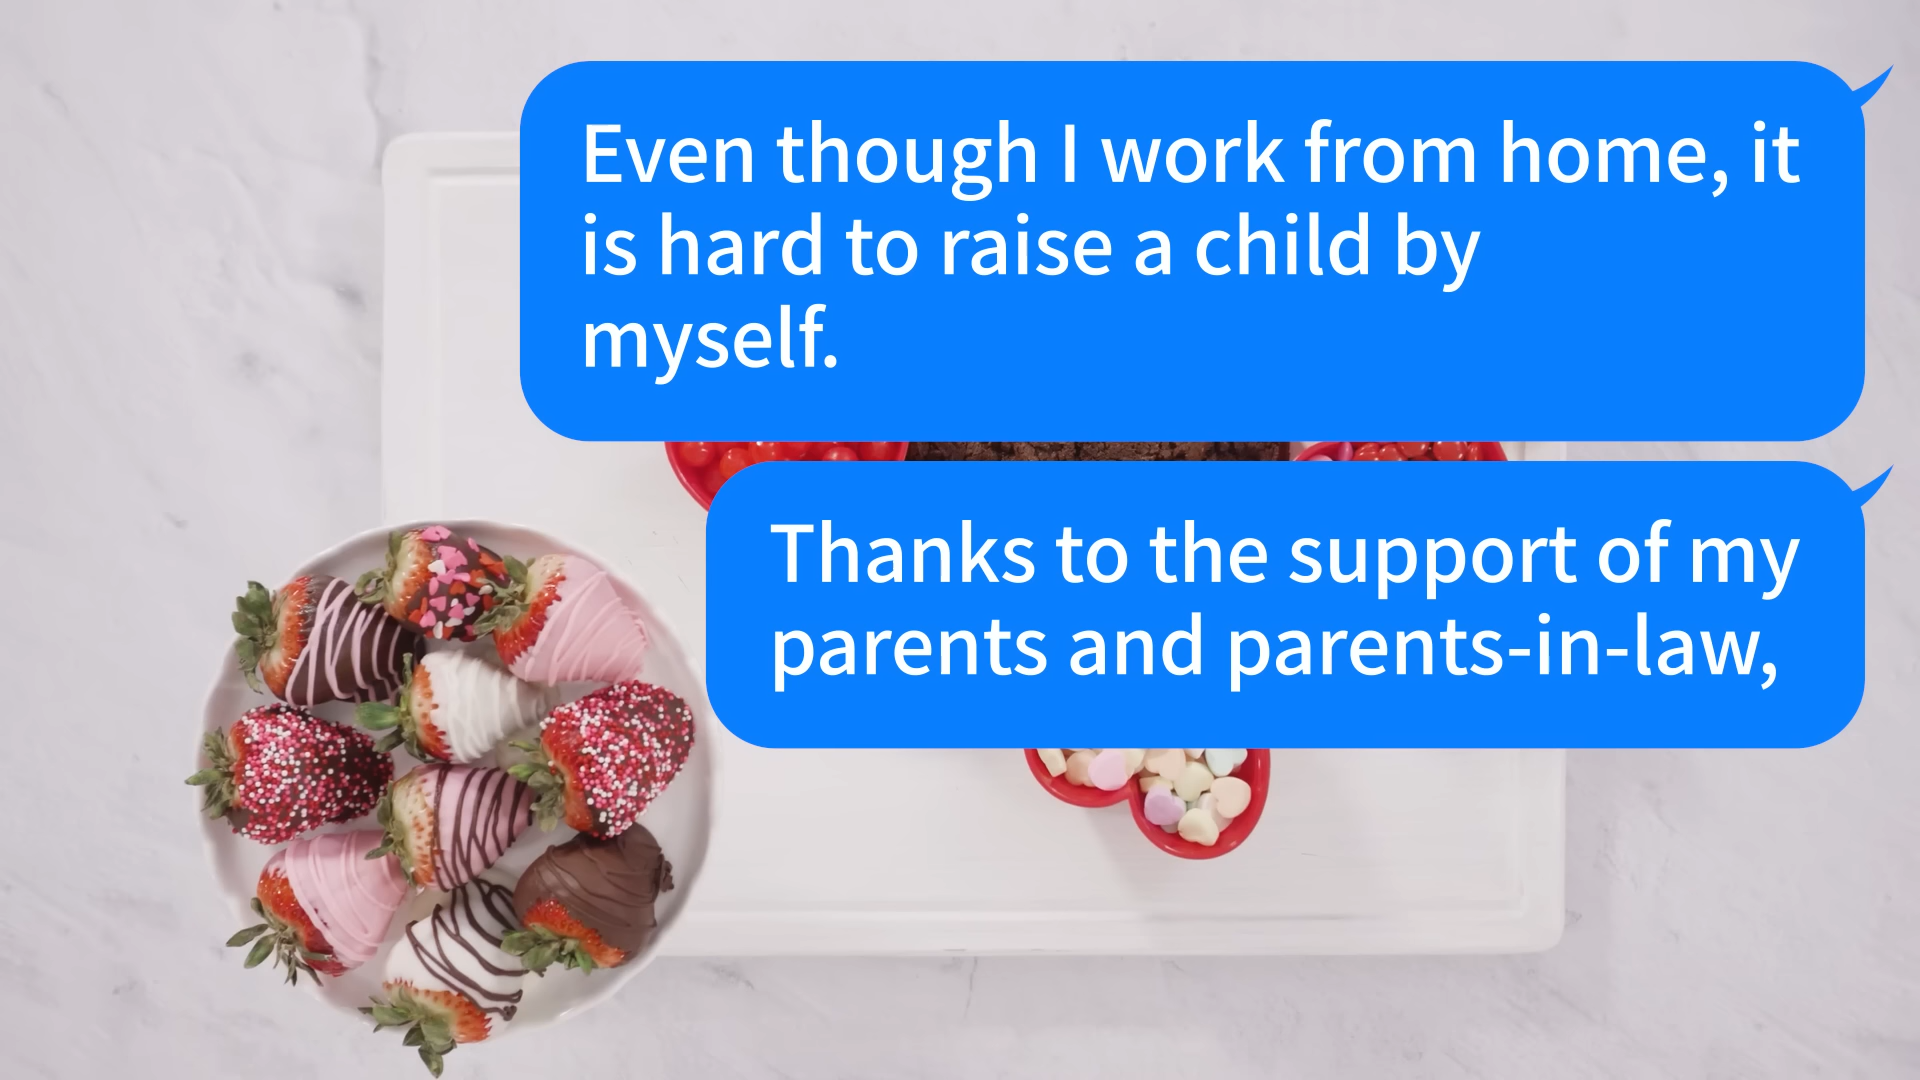 Even though I work from home, it
is hard to raise a child by
myself.
Thanks to the support of my
parents and parents-in-law,